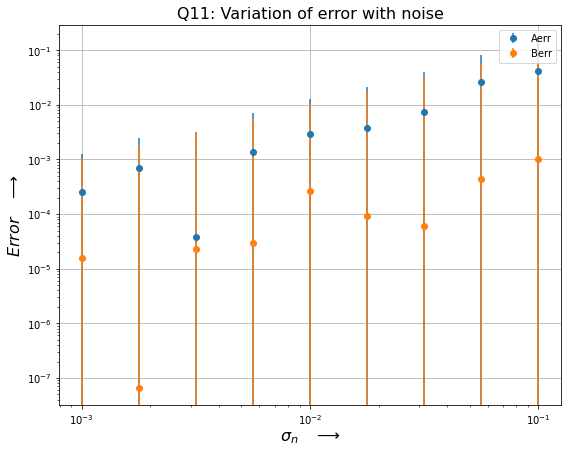 Q11: Variation of error with noise
Aerr
Berr
Error ⟶
10⁻¹
10⁻²
10⁻³
10⁻⁴
10⁻⁵
10⁻⁶
10⁻⁷
10⁻³ 10⁻² 10⁻¹
σₙ ⟶